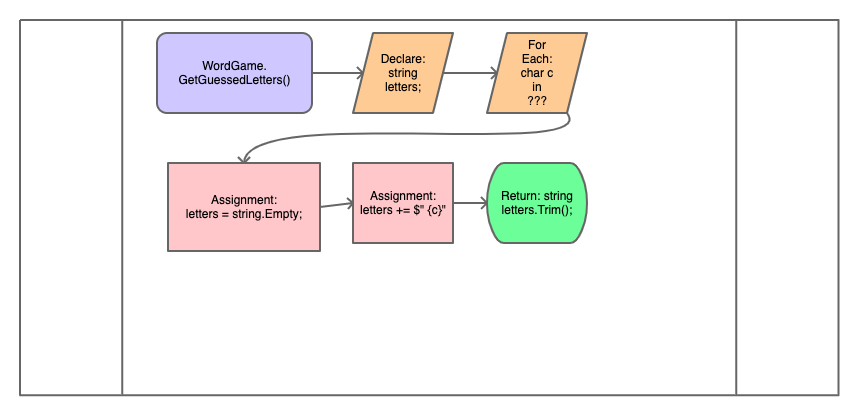 WordGame.
GetGuessedLetters()
Declare:
string
letters;
For
Each:
char c
in
???
Assignment:
letters = string.Empty;
Assignment:
letters += $" {c}"
Return: string
letters.Trim();